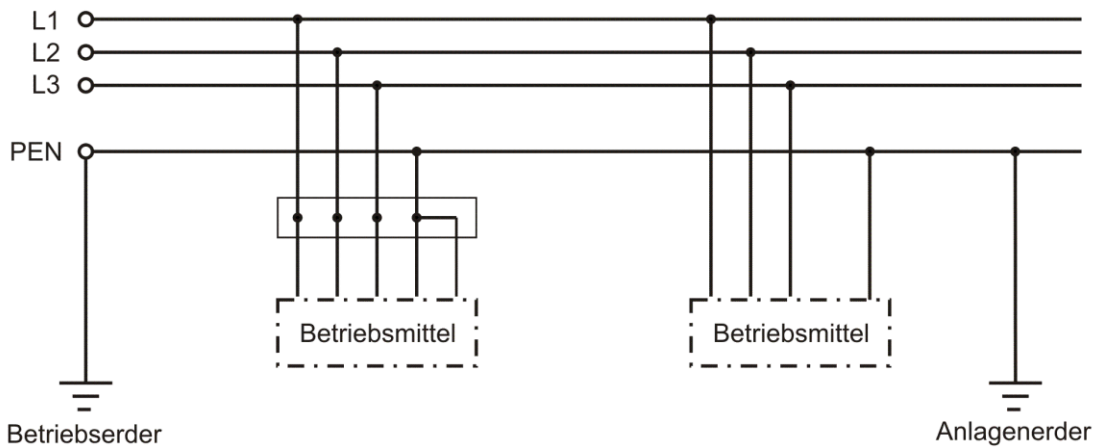 L1
L2
L3
PEN
Betriebsmittel
Betriebsmittel
Betriebserder
Anlagenerder